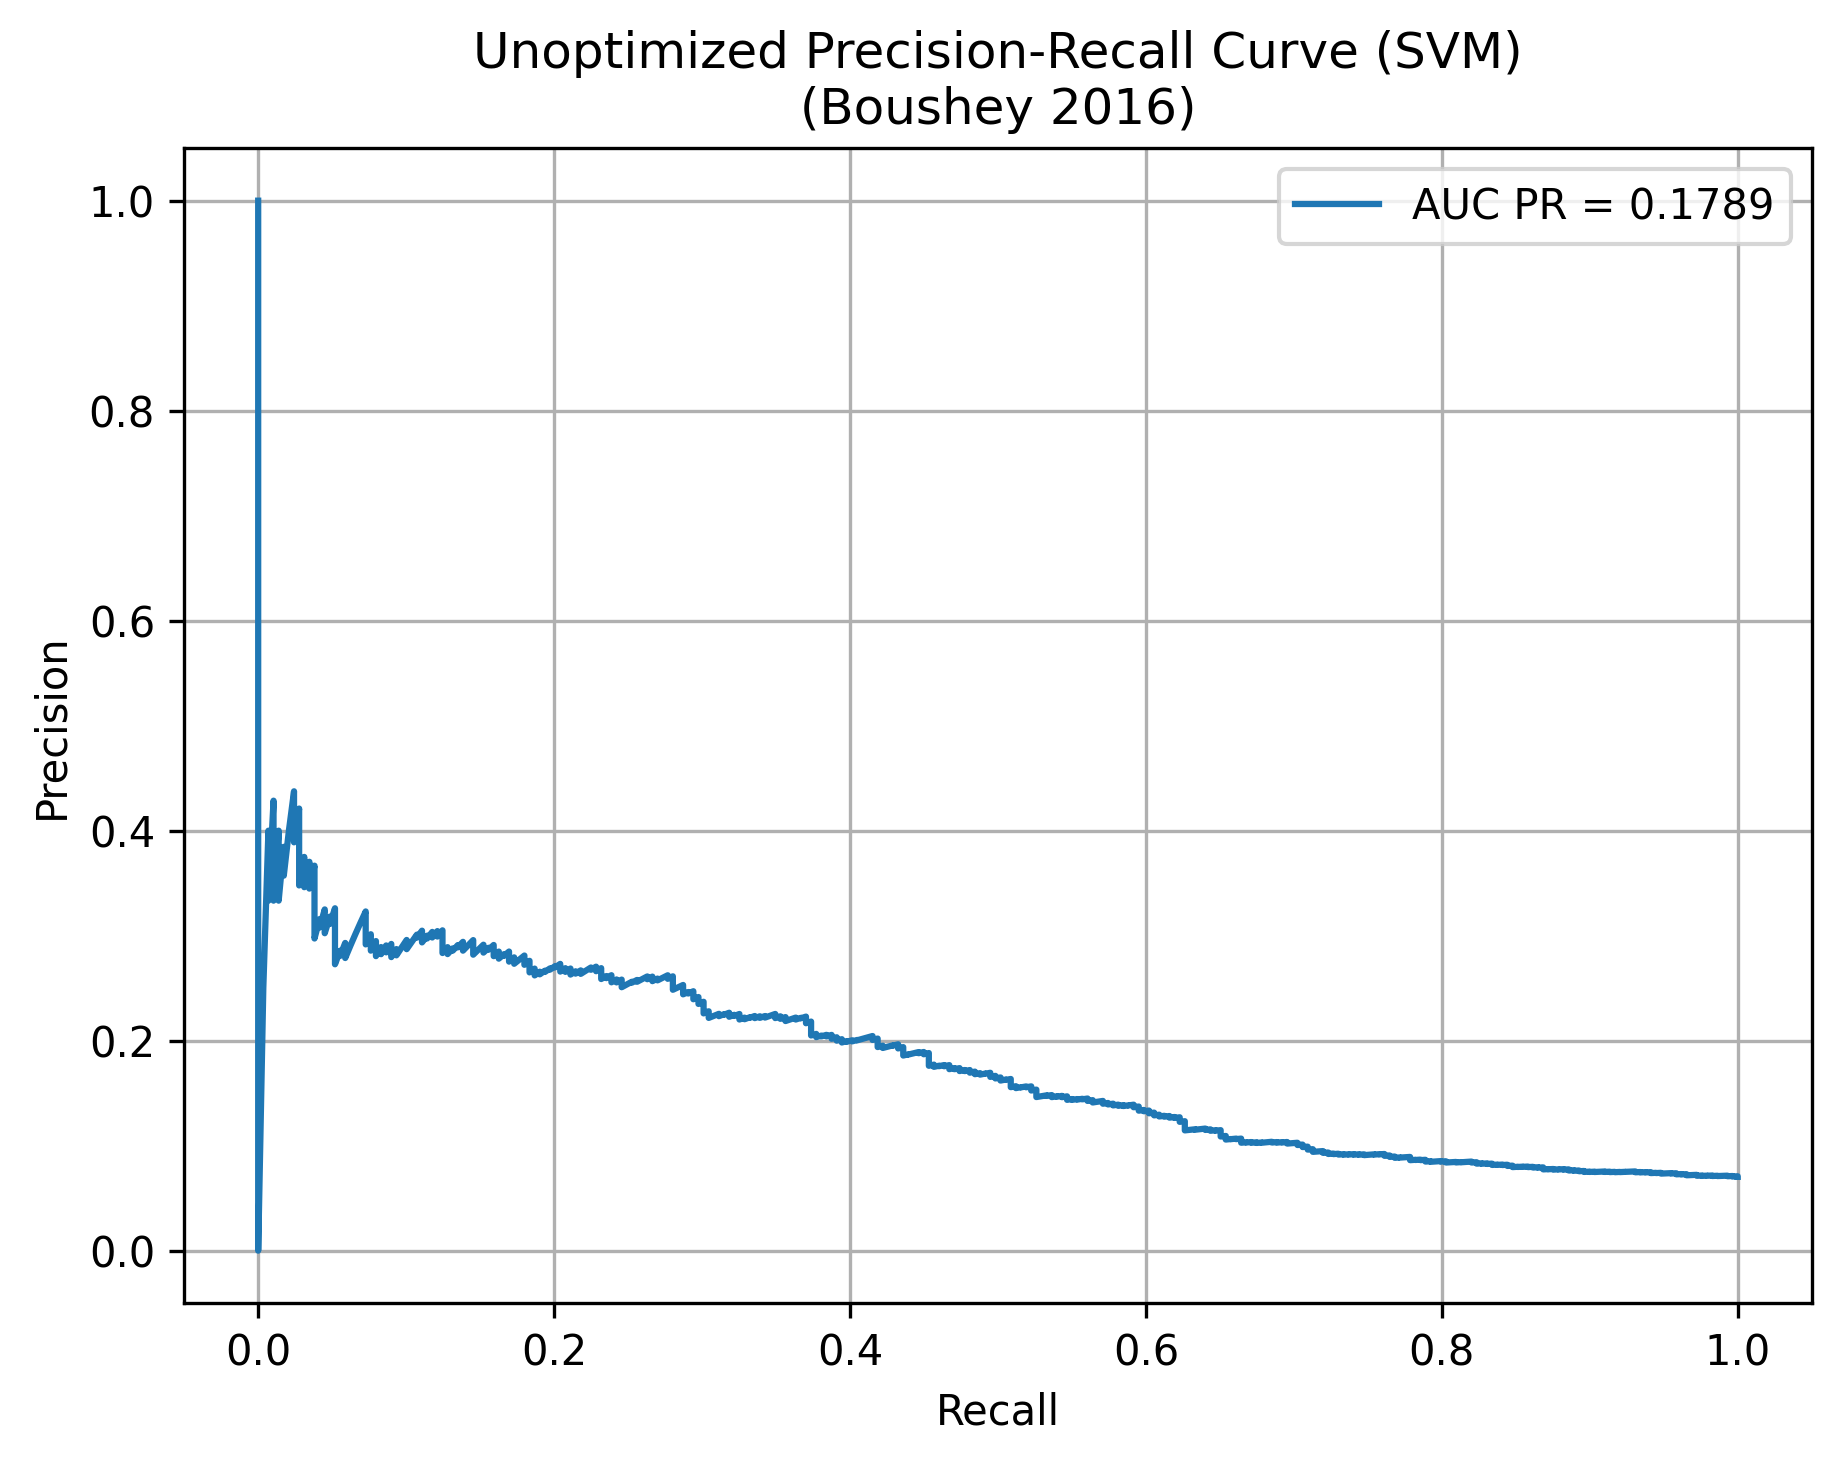 Unoptimized Precision-Recall Curve (SVM)
(Boushey 2016)
AUC PR = 0.1789
1.0
0.8
0.6
0.4
0.2
0.0
Precision
0.0 0.2 0.4 0.6 0.8 1.0
Recall